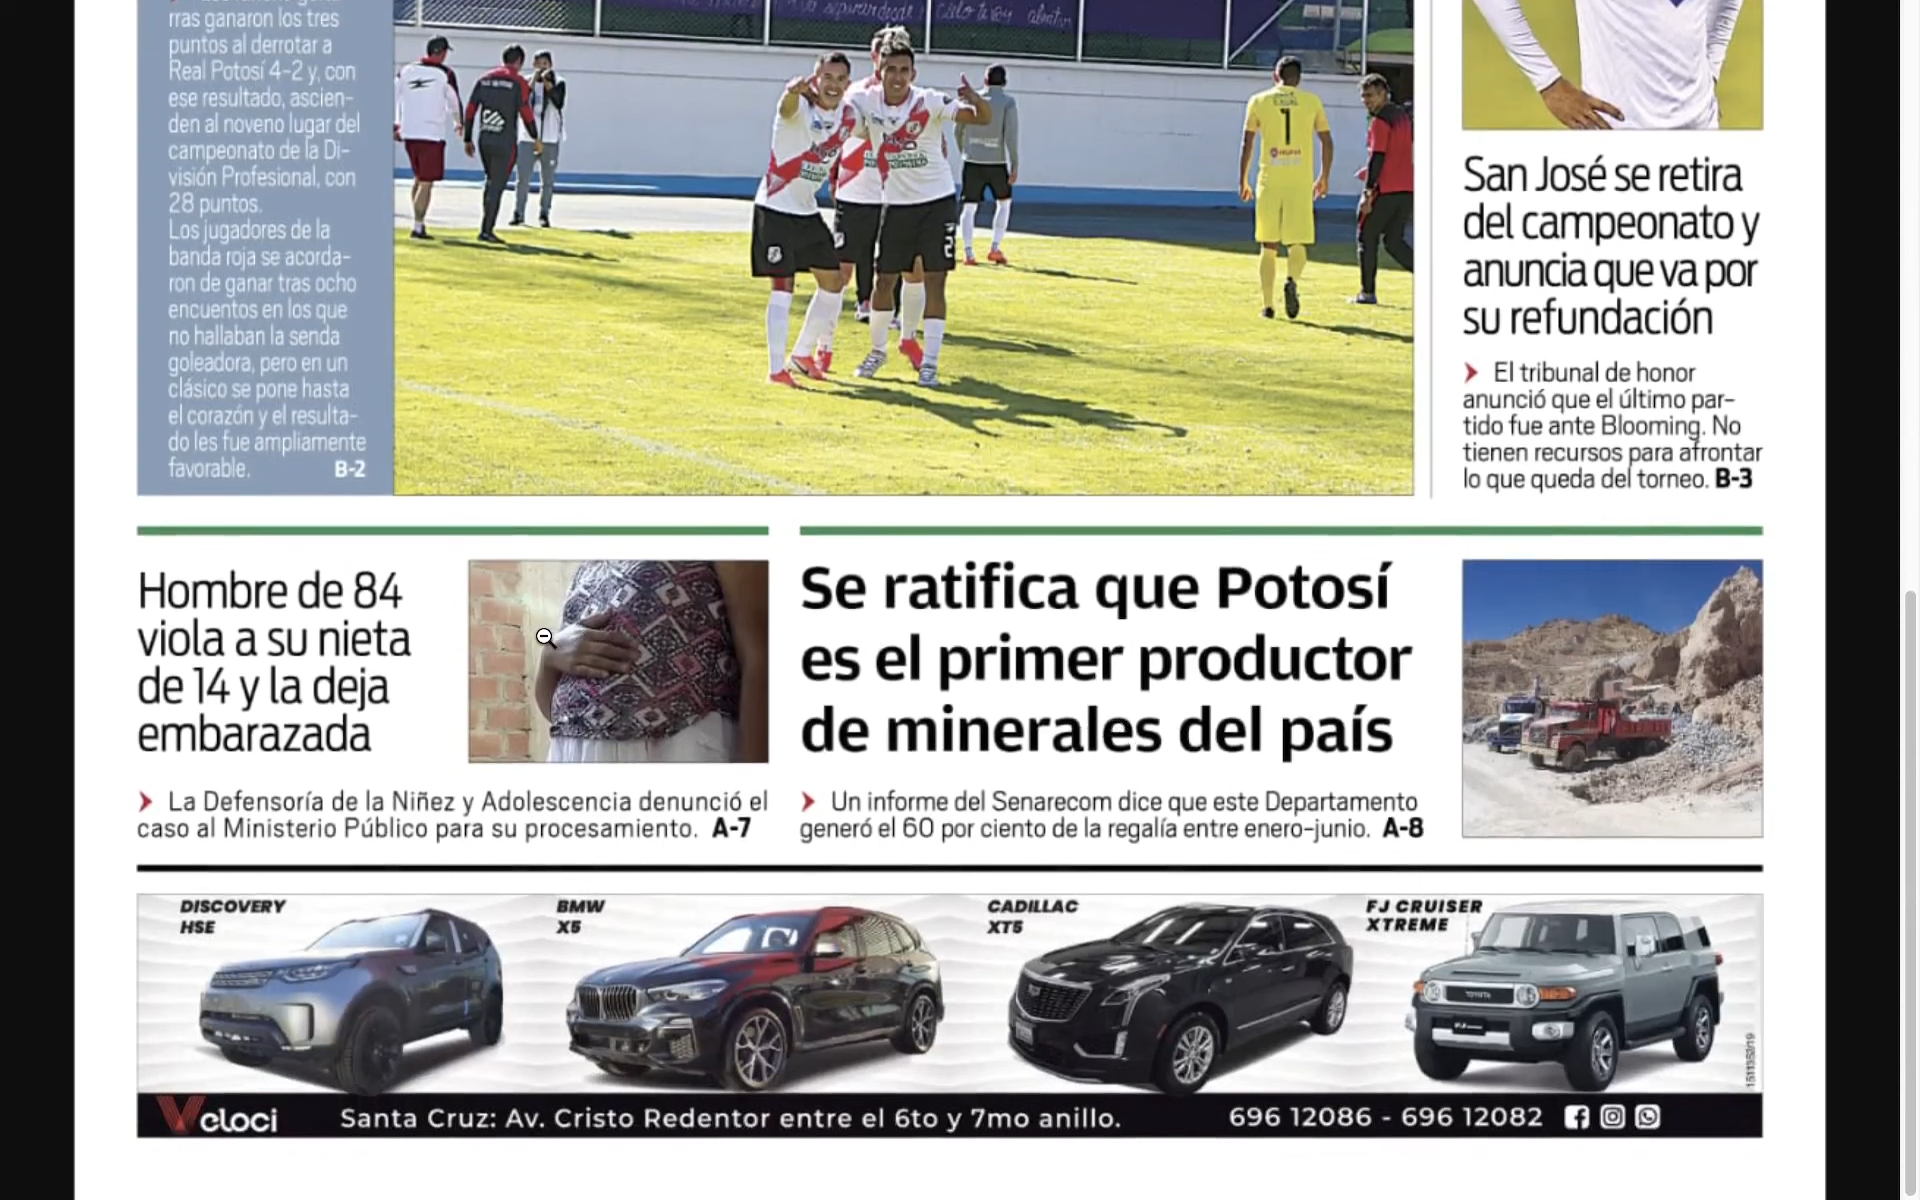 rras ganaron los tres
puntos al derrotar a
Real Potosí 4-2 y, con
ese resultado, ascien-
den al noveno lugar del
campeonato de la Di-
visión Profesional, con
28 puntos.
Los jugadores de la
banda roja se acorda-
ron de ganar tras ocho
encuentos en los que
no hallaban la senda
goleadora, pero en un
clásico se pone hasta
el corazón y el resulta-
do les fue ampliamente
favorable. B-2
1
San José se retira
del campeonato y
anuncia que va por
su refundación
El tribunal de honor
anunció que el último par-
tido fue ante Blooming. No
tienen recursos para afrontar
lo que queda del torneo. B-3
Hombre de 84
viola a su nieta
de 14 y la deja
embarazada
La Defensoría de la Niñez y Adolescencia denunció el
caso al Ministerio Público para su procesamiento. A-7
Se ratifica que Potosí
es el primer productor
de minerales del país
Un informe del Senarecom dice que este Departamento
generó el 60 por ciento de la regalía entre enero-junio. A-8
DISCOVERY
HSE
BMW
X5
CADILLAC
XT5
FJ CRUISER
XTREME
TOYOTA
Veloci
Santa Cruz: Av. Cristo Redentor entre el 6to y 7mo anillo.
696 12086 - 696 12082